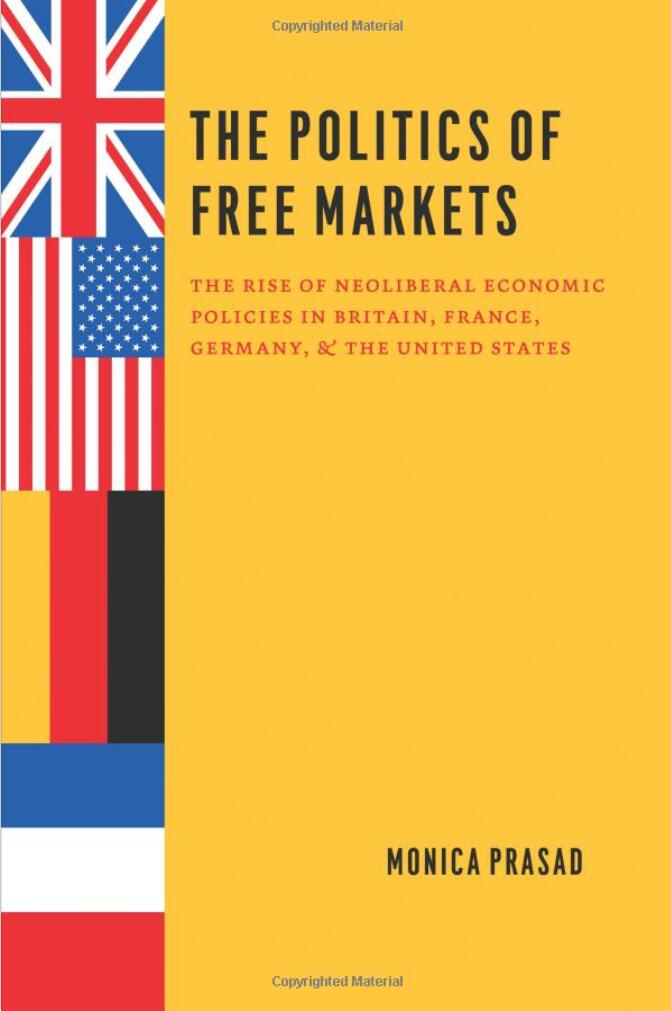 Copyrighted Material
THE POLITICS OF
FREE MARKETS
THE RISE OF NEOLIBERAL ECONOMIC
POLICIES IN BRITAIN, FRANCE,
GERMANY, & THE UNITED STATES
MONICA PRASAD
Copyrighted Material